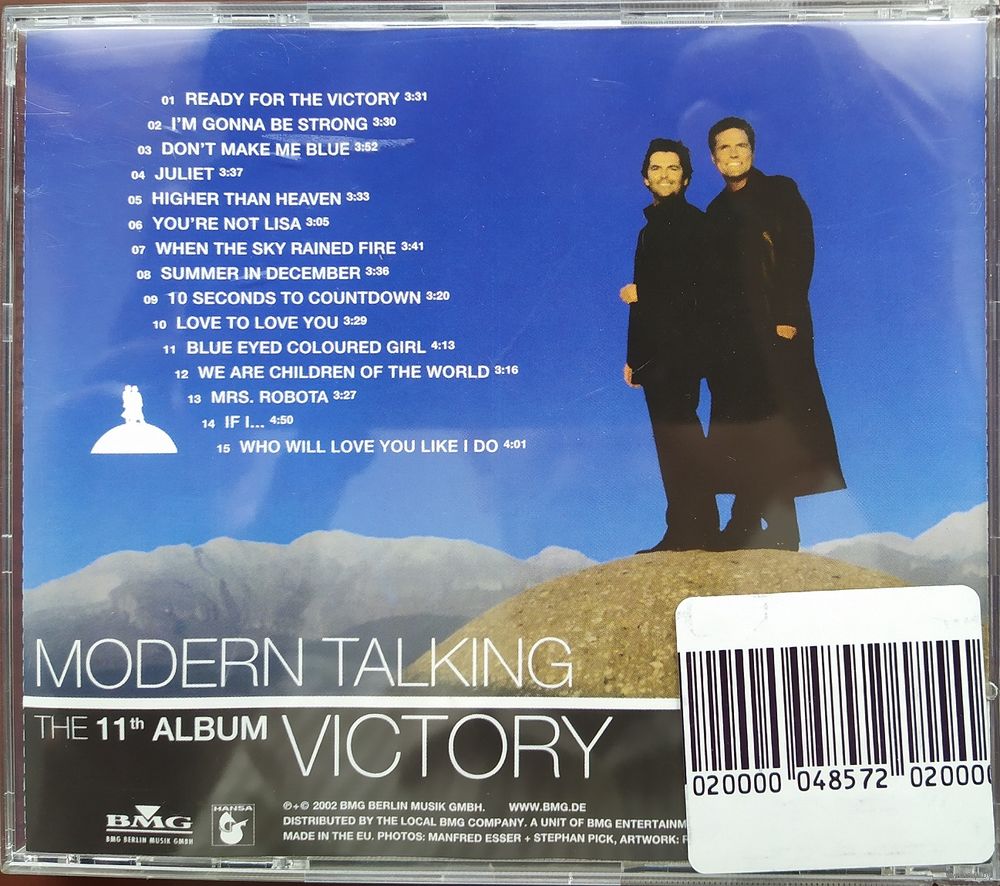 01 READY FOR THE VICTORY 3:31
02 I'M GONNA BE STRONG 3:30
03 DON'T MAKE ME BLUE 3:52
04 JULIET 3:37
05 HIGHER THAN HEAVEN 3:33
06 YOU'RE NOT LISA 3:05
07 WHEN THE SKY RAINED FIRE 3:41
08 SUMMER IN DECEMBER 3:36
09 10 SECONDS TO COUNTDOWN 3:20
10 LOVE TO LOVE YOU 3:29
11 BLUE EYED COLOURED GIRL 4:13
12 WE ARE CHILDREN OF THE WORLD 3:16
13 MRS. ROBOTA 3:27
14 IF I... 4:50
15 WHO WILL LOVE YOU LIKE I DO 4:01
MODERN TALKING
THE 11th ALBUM VICTORY
020000 048572 020000
BMG
BMG BERLIN MUSIK GMBH
HANSA
℗+© 2002 BMG BERLIN MUSIK GMBH. WWW.BMG.DE
DISTRIBUTED BY THE LOCAL BMG COMPANY. A UNIT OF BMG ENTERTAINM
MADE IN THE EU. PHOTOS: MANFRED ESSER + STEPHAN PICK, ARTWORK: